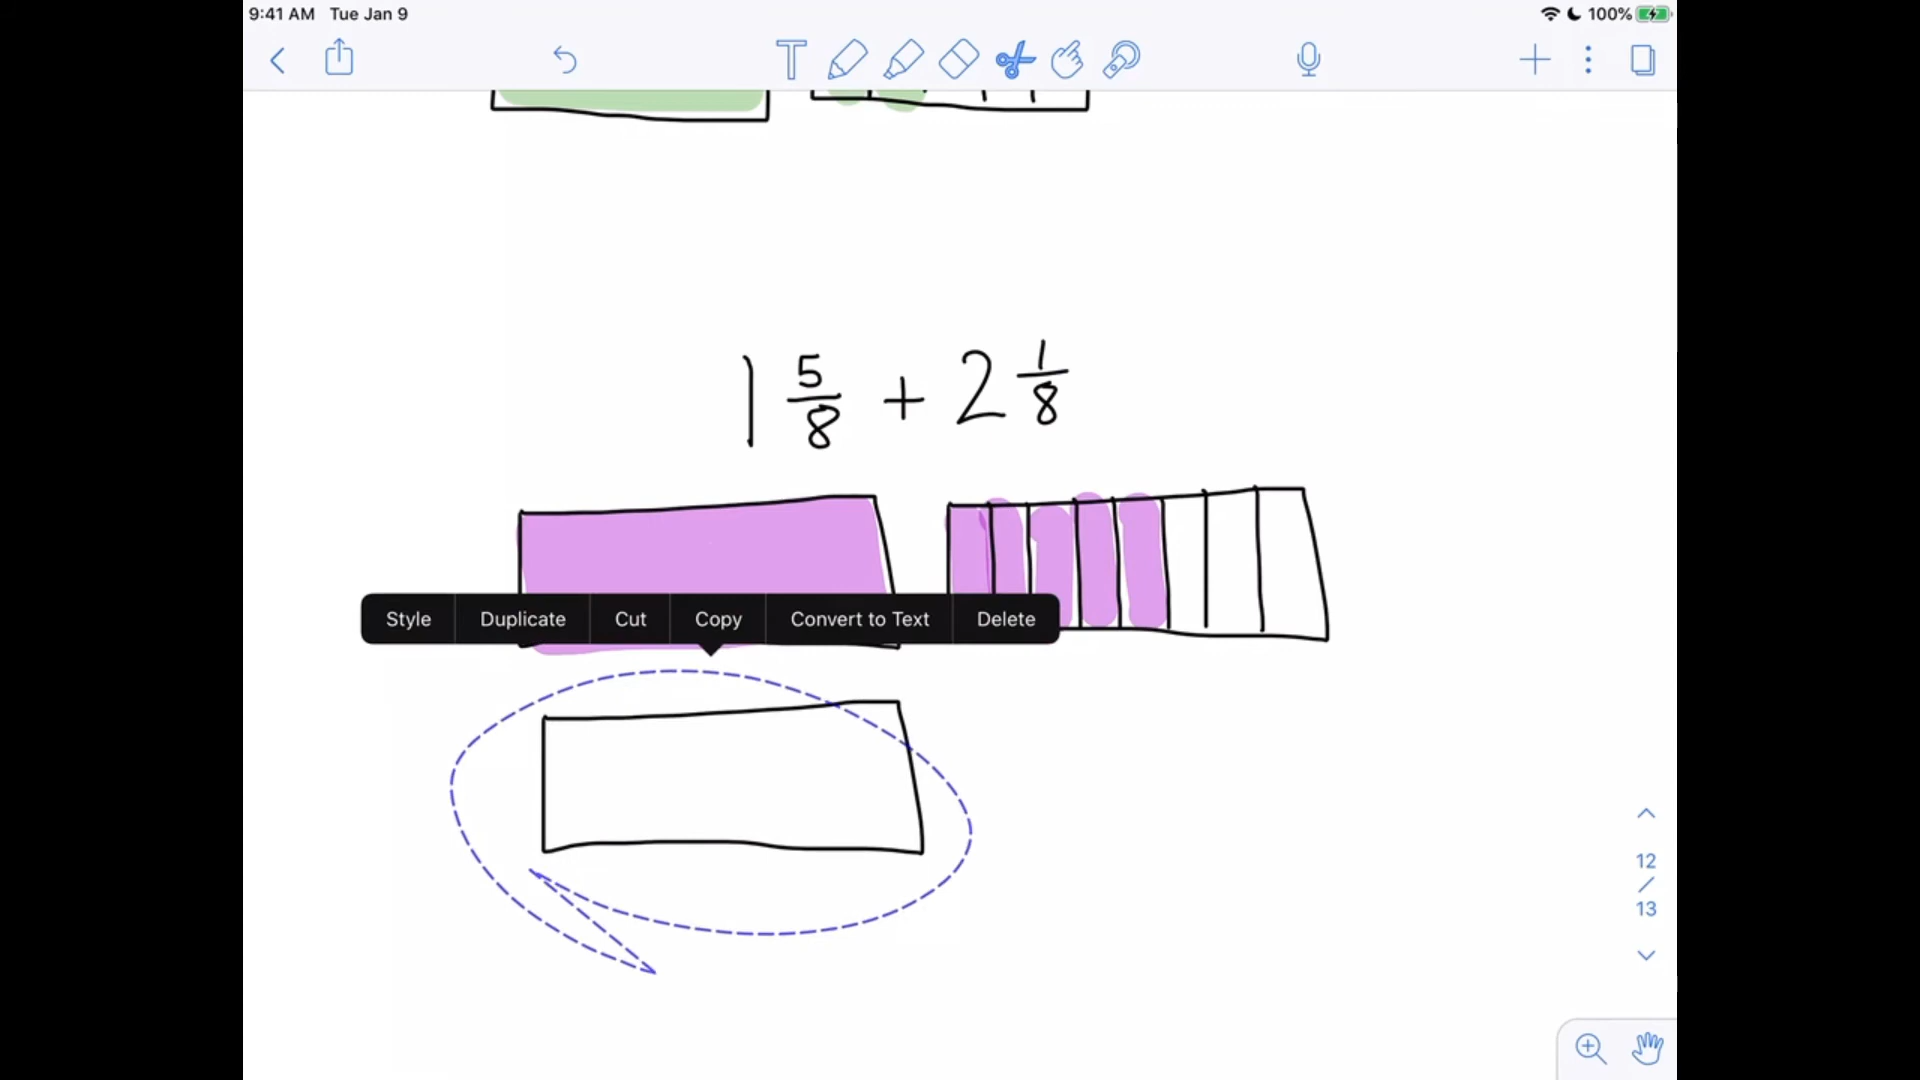 9:41 AM Tue Jan 9 100%
1 5/8 + 2 1/8
Style Duplicate Cut Copy Convert to Text Delete
12
/
13